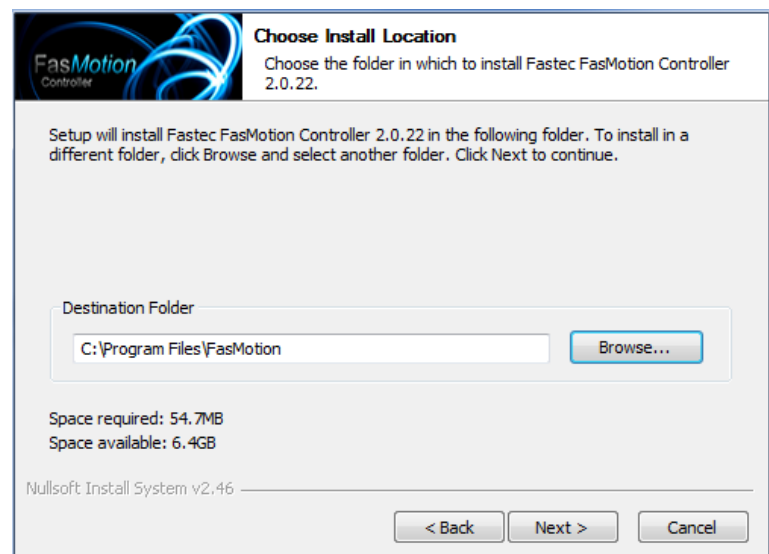 FasMotion
Controller
Choose Install Location
Choose the folder in which to install Fastec FasMotion Controller
2.0.22.
Setup will install Fastec FasMotion Controller 2.0.22 in the following folder. To install in a
different folder, click Browse and select another folder. Click Next to continue.
Destination Folder
C:\Program Files\FasMotion
Browse...
Space required: 54.7MB
Space available: 6.4GB
Nullsoft Install System v2.46
< Back
Next >
Cancel